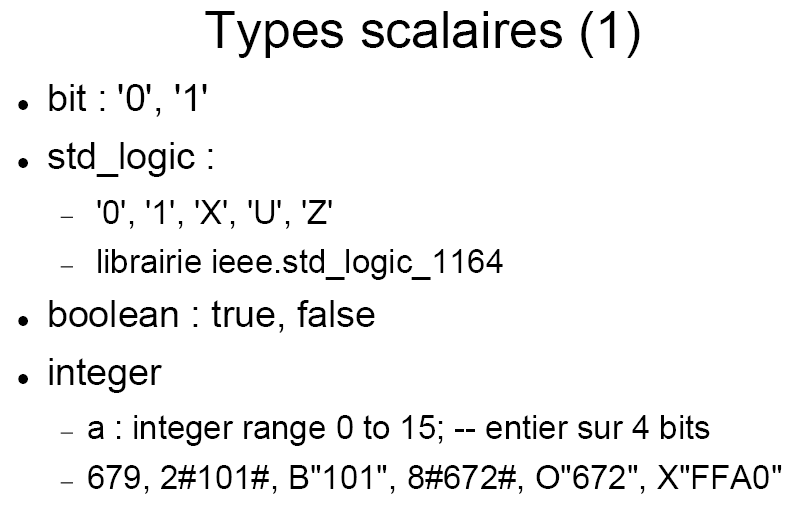 Types scalaires (1)
● bit : '0', '1'
● std_logic :
– '0', '1', 'X', 'U', 'Z'
– librairie ieee.std_logic_1164
● boolean : true, false
● integer
– a : integer range 0 to 15; -- entier sur 4 bits
– 679, 2#101#, B"101", 8#672#, O"672", X"FFA0"